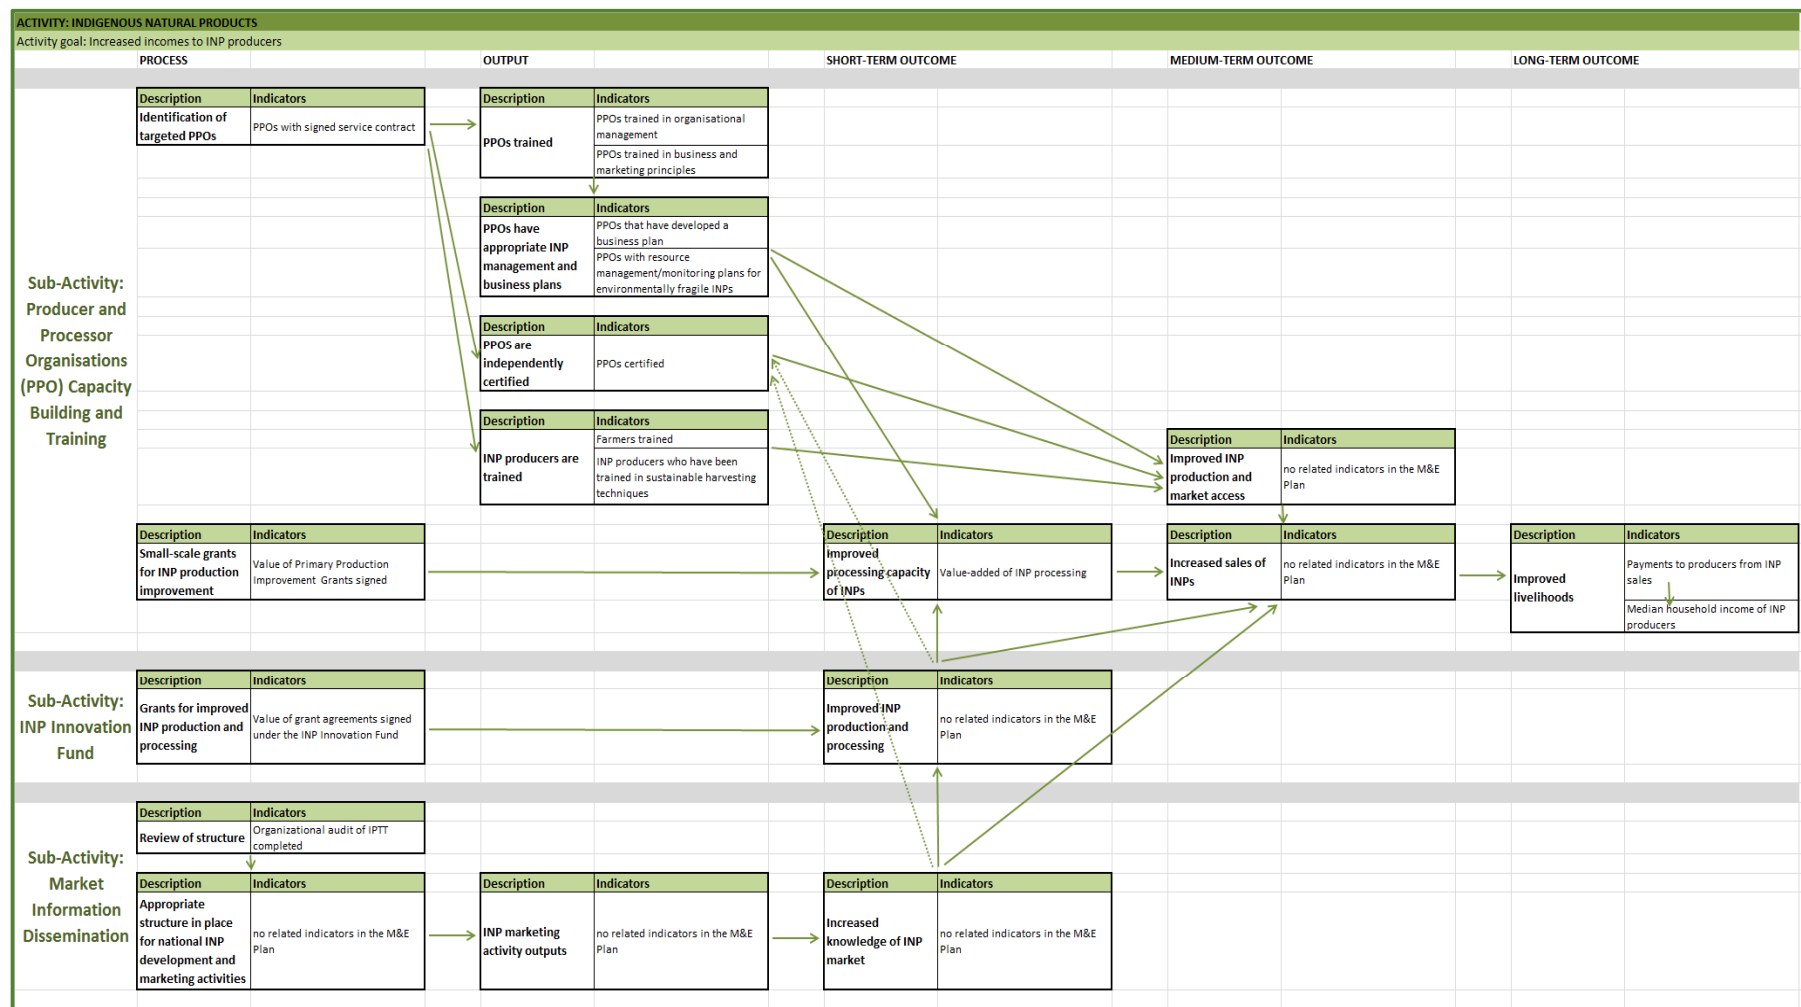 ACTIVITY: INDIGENOUS NATURAL PRODUCTS
Activity goal: Increased incomes to INP producers
PROCESS
OUTPUT
SHORT-TERM OUTCOME
MEDIUM-TERM OUTCOME
LONG-TERM OUTCOME
Sub-Activity:
Producer and
Processor
Organisations
(PPO) Capacity
Building and
Training
Description
Indicators
Identification of
targeted PPOs
PPOs with signed service contract
Description
Indicators
PPOs trained
PPOs trained in organisational
management
PPOs trained in business and
marketing principles
Description
Indicators
PPOs have
appropriate INP
management and
business plans
PPOs that have developed a
business plan
PPOs with resource
management/monitoring plans for
environmentally fragile INPs
Description
Indicators
PPOS are
independently
certified
PPOs certified
Description
Indicators
INP producers are
trained
Farmers trained
INP producers who have been
trained in sustainable harvesting
techniques
Description
Indicators
Improved INP
production and
market access
no related indicators in the M&E
Plan
Description
Indicators
Small-scale grants
for INP production
improvement
Value of Primary Production
Improvement  Grants signed
Description
Indicators
Improved
processing capacity
of INPs
Value-added of INP processing
Description
Indicators
Increased sales of
INPs
no related indicators in the M&E
Plan
Description
Indicators
Improved
livelihoods
Payments to producers from INP
sales
Median household income of INP
producers
Sub-Activity:
INP Innovation
Fund
Description
Indicators
Grants for improved
INP production and
processing
Value of grant agreements signed
under the INP Innovation Fund
Description
Indicators
Improved INP
production and
processing
no related indicators in the M&E
Plan
Sub-Activity:
Market
Information
Dissemination
Description
Indicators
Review of structure
Organizational audit of IPTT
completed
Description
Indicators
Appropriate
structure in place
for national INP
development and
marketing activities
no related indicators in the M&E
Plan
Description
Indicators
INP marketing
activity outputs
no related indicators in the M&E
Plan
Description
Indicators
Increased
knowledge of INP
market
no related indicators in the M&E
Plan